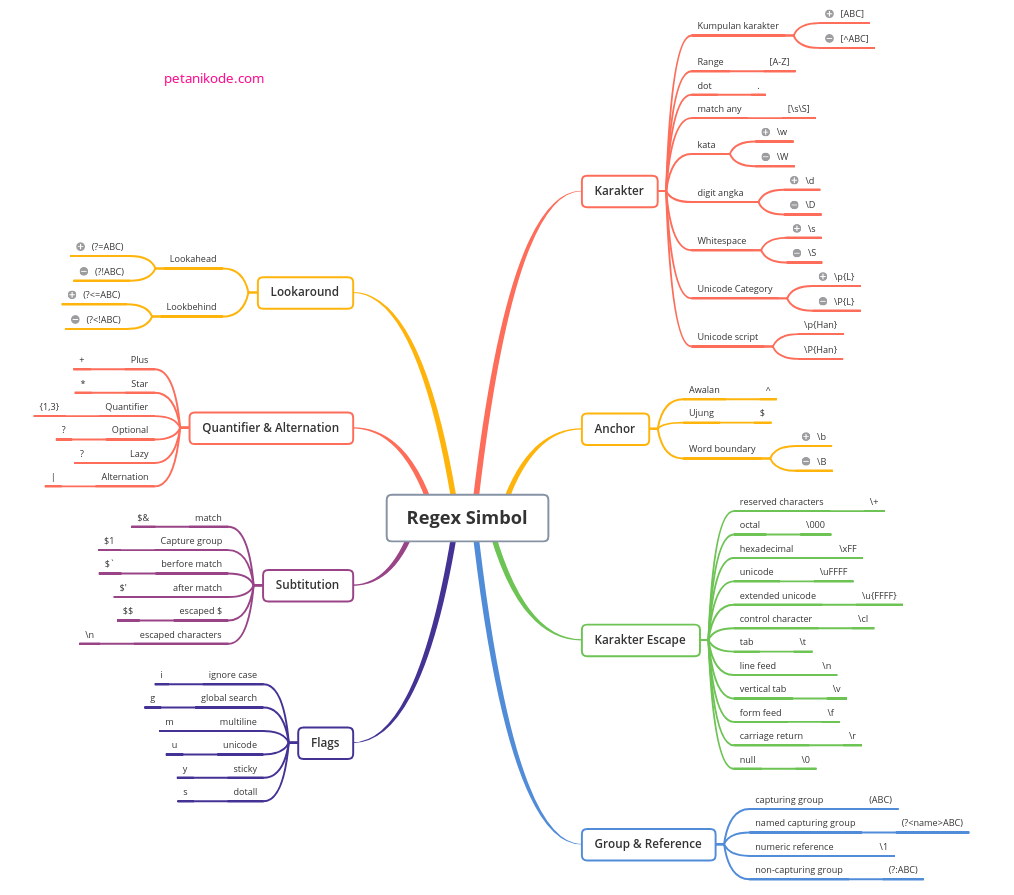 petanikode.com
Regex Simbol
Karakter
Kumpulan karakter
[ABC]
[^ABC]
Range [A-Z]
dot .
match any [\s\S]
kata
\w
\W
digit angka
\d
\D
Whitespace
\s
\S
Unicode Category
\p{L}
\P{L}
Unicode script
\p{Han}
\P{Han}
Anchor
Awalan ^
Ujung $
Word boundary
\b
\B
Karakter Escape
reserved characters \+
octal \000
hexadecimal \xFF
unicode \uFFFF
extended unicode \u{FFFF}
control character \cl
tab \t
line feed \n
vertical tab \v
form feed \f
carriage return \r
null \0
Group & Reference
capturing group (ABC)
named capturing group (?<name>ABC)
numeric reference \1
non-capturing group (?:ABC)
Lookaround
Lookahead
(?=ABC)
(?!ABC)
Lookbehind
(?<=ABC)
(?<!ABC)
Quantifier & Alternation
+ Plus
* Star
{1,3} Quantifier
? Optional
? Lazy
| Alternation
Subtitution
$& match
$1 Capture group
$` berfore match
$' after match
$$ escaped $
\n escaped characters
Flags
i ignore case
g global search
m multiline
u unicode
y sticky
s dotall